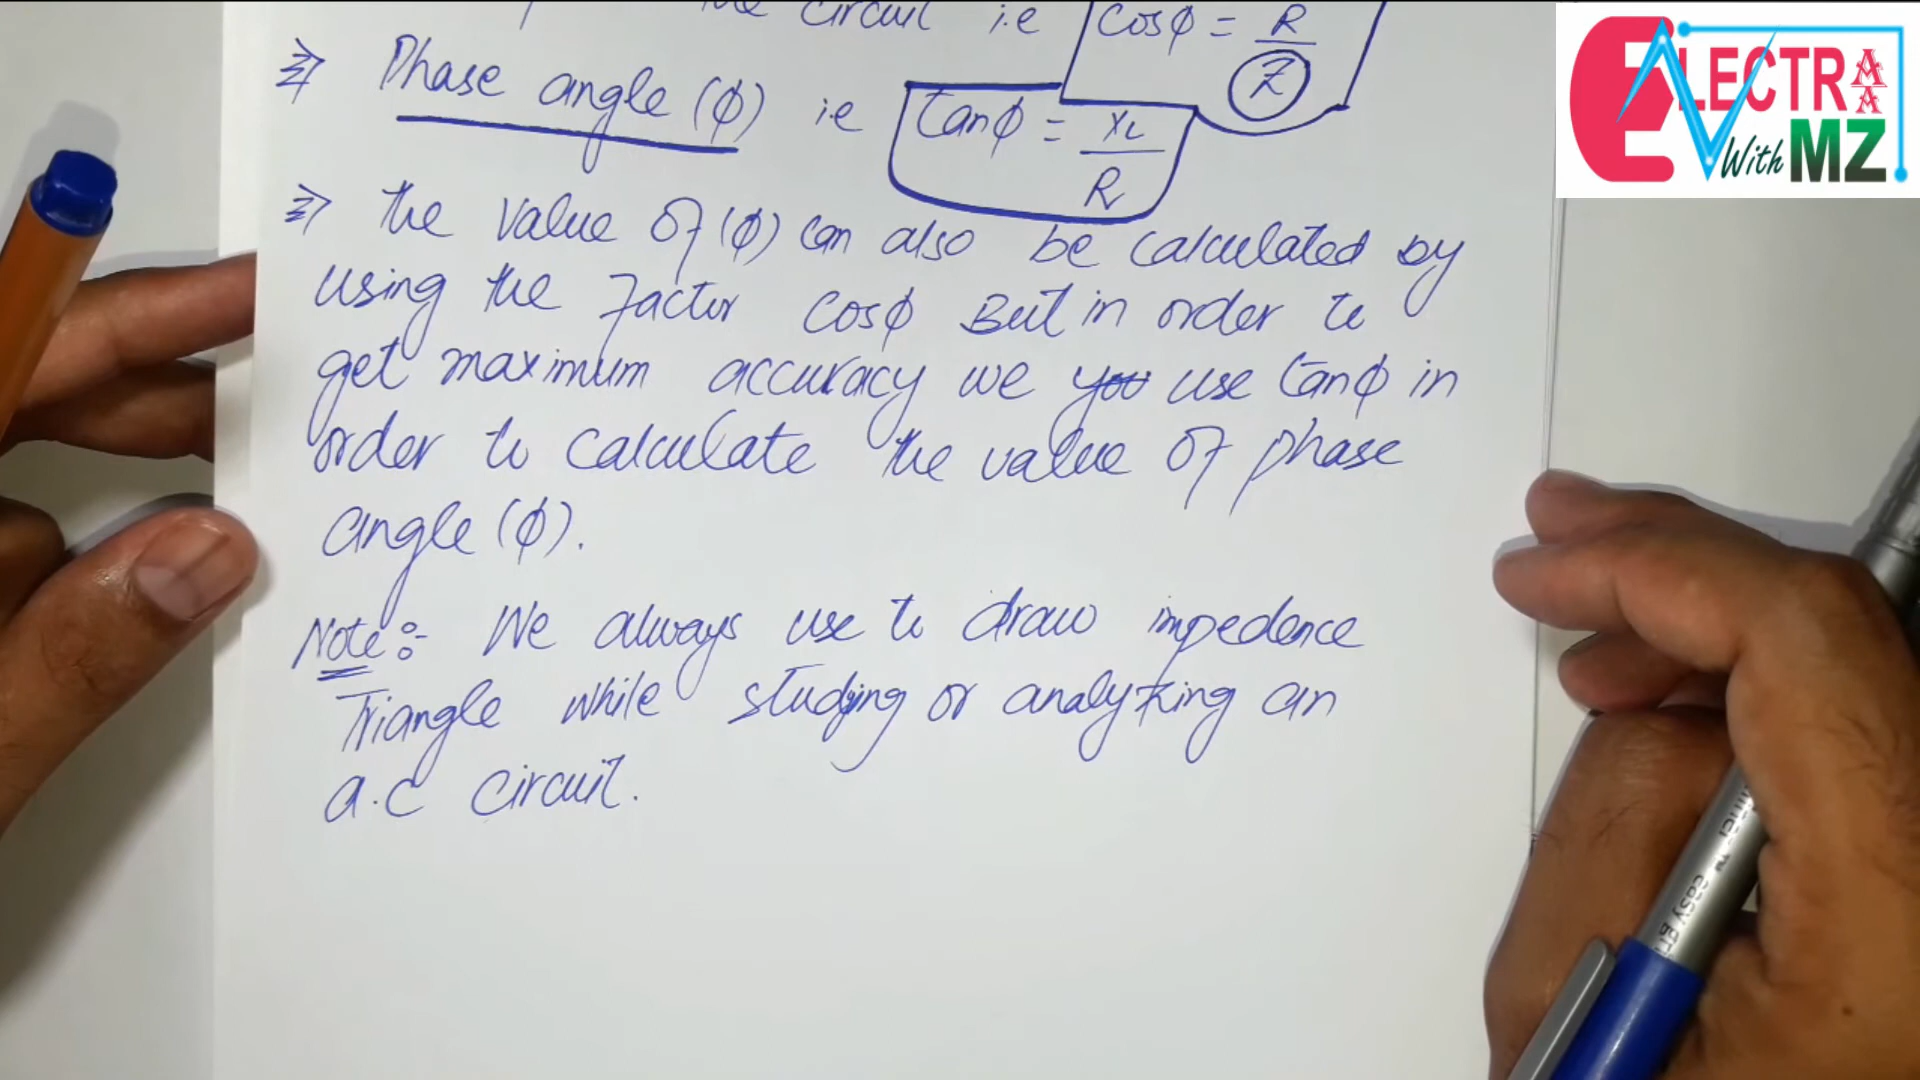 the circuit i.e cosϕ = R / Z
⇒ Phase angle (ϕ) i.e tanϕ = XL / R
⇒ the value of (ϕ) can also be calculated by
using the factor cosϕ But in order to
get maximum accuracy we you use tanϕ in
order to calculate the value of phase
angle (ϕ).
Note:- We always use to draw impedence
Triangle while studying or analyzing an
a.c circuit.
ELECTRA
With MZ